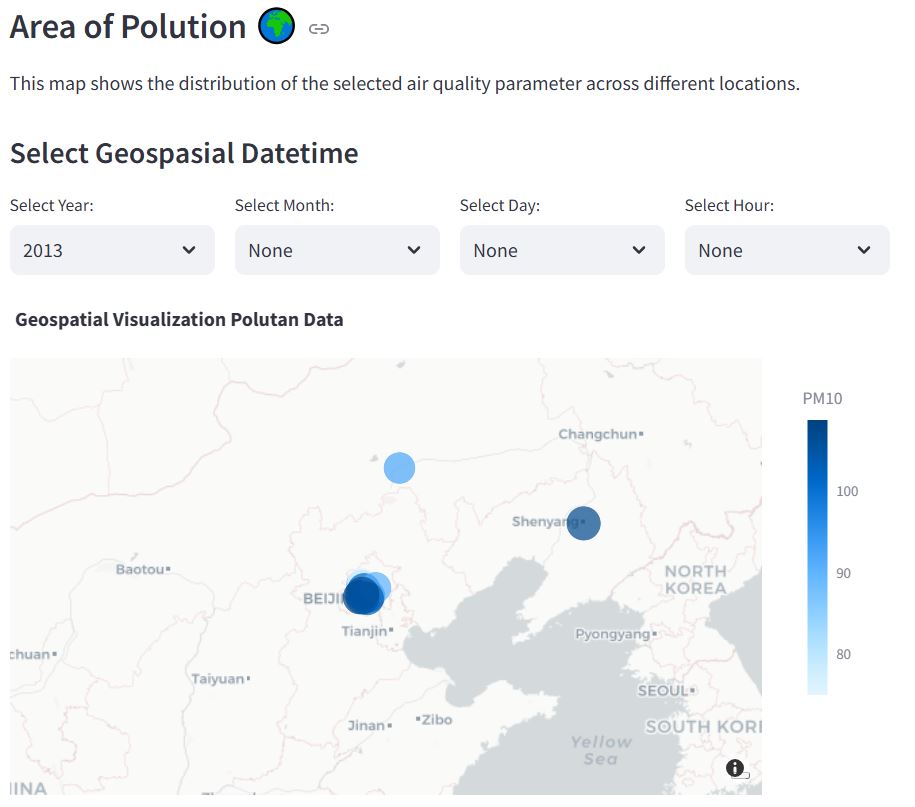 Area of Polution
This map shows the distribution of the selected air quality parameter across different locations.
Select Geospasial Datetime
Select Year: Select Month: Select Day: Select Hour:
2013 None None None
Geospatial Visualization Polutan Data
PM10
Changchun
100
Shenyang
Baotou
NORTH
KOREA
90
BEIJI
Tianjin
Pyongyang
chuan
80
Taiyuan
SEOUL
Jinan
Zibo
SOUTH KOR
Yellow
Sea
INA